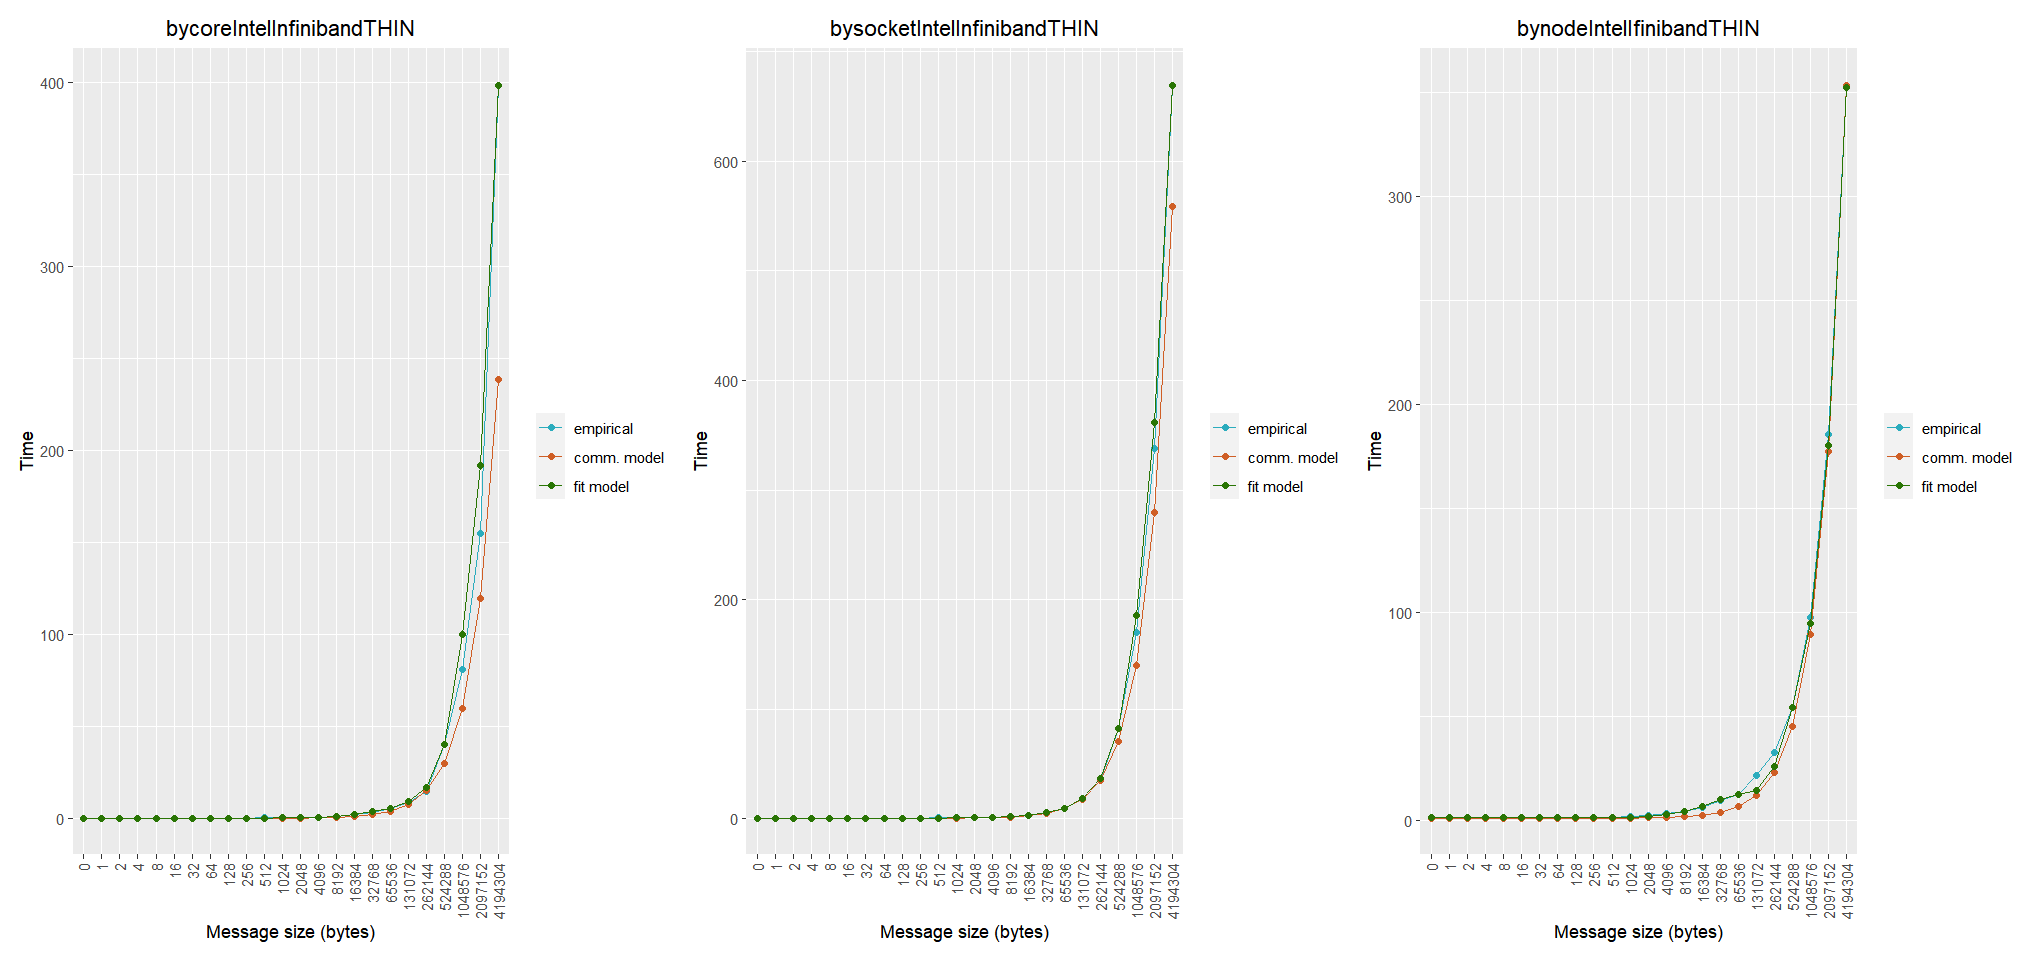 bycoreIntelInfinibandTHIN
Time
400
300
200
100
0
0 1 2 4 8 16 32 64 128 256 512 1024 2048 4096 8192 16384 32768 65536 131072 262144 524288 1048576 2097152 4194304
Message size (bytes)
empirical
comm. model
fit model
bysocketIntelInfinibandTHIN
Time
600
400
200
0
0 1 2 4 8 16 32 64 128 256 512 1024 2048 4096 8192 16384 32768 65536 131072 262144 524288 1048576 2097152 4194304
Message size (bytes)
empirical
comm. model
fit model
bynodeIntelIfinibandTHIN
Time
300
200
100
0
0 1 2 4 8 16 32 64 128 256 512 1024 2048 4096 8192 16384 32768 65536 131072 262144 524288 1048576 2097152 4194304
Message size (bytes)
empirical
comm. model
fit model